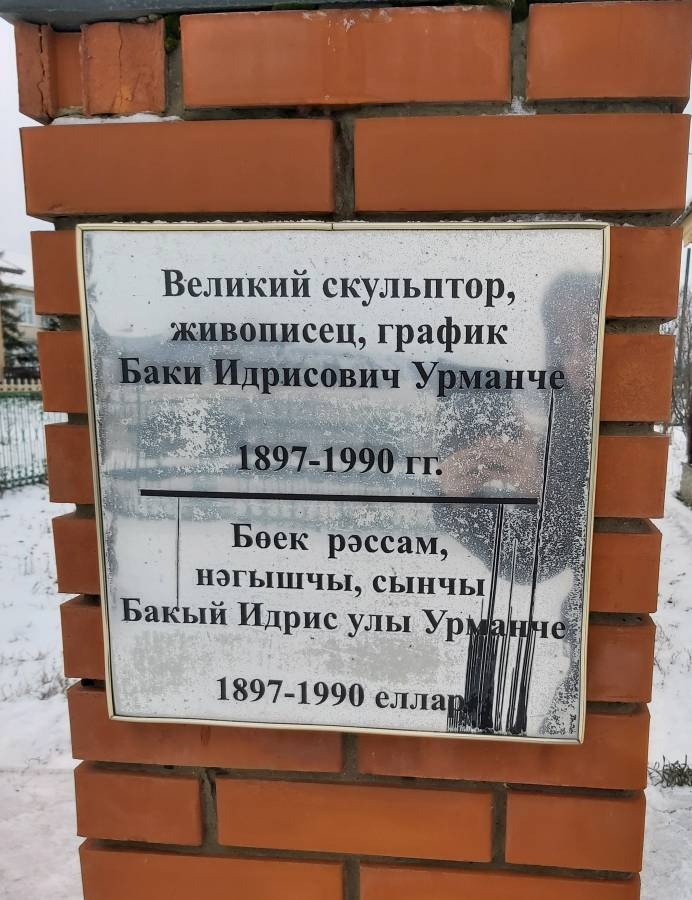 Великий скульптор,
живописец, график
Баки Идрисович Урманче
1897-1990 гг.
Бөек рәссам,
нәгышчы, сынчы
Бакый Идрис улы Урманче
1897-1990 еллар